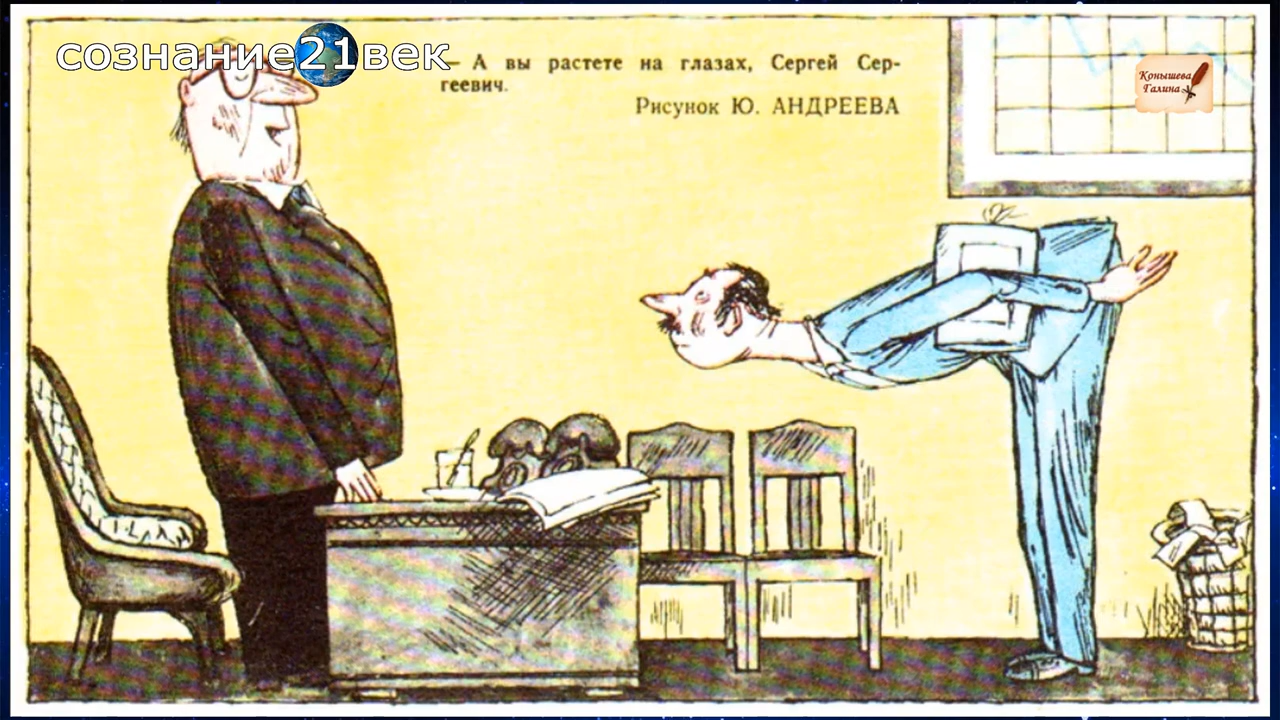 сознание21век
— А вы растете на глазах, Сергей Сер-
геевич.
Рисунок Ю. АНДРЕЕВА
Конышева
Галина